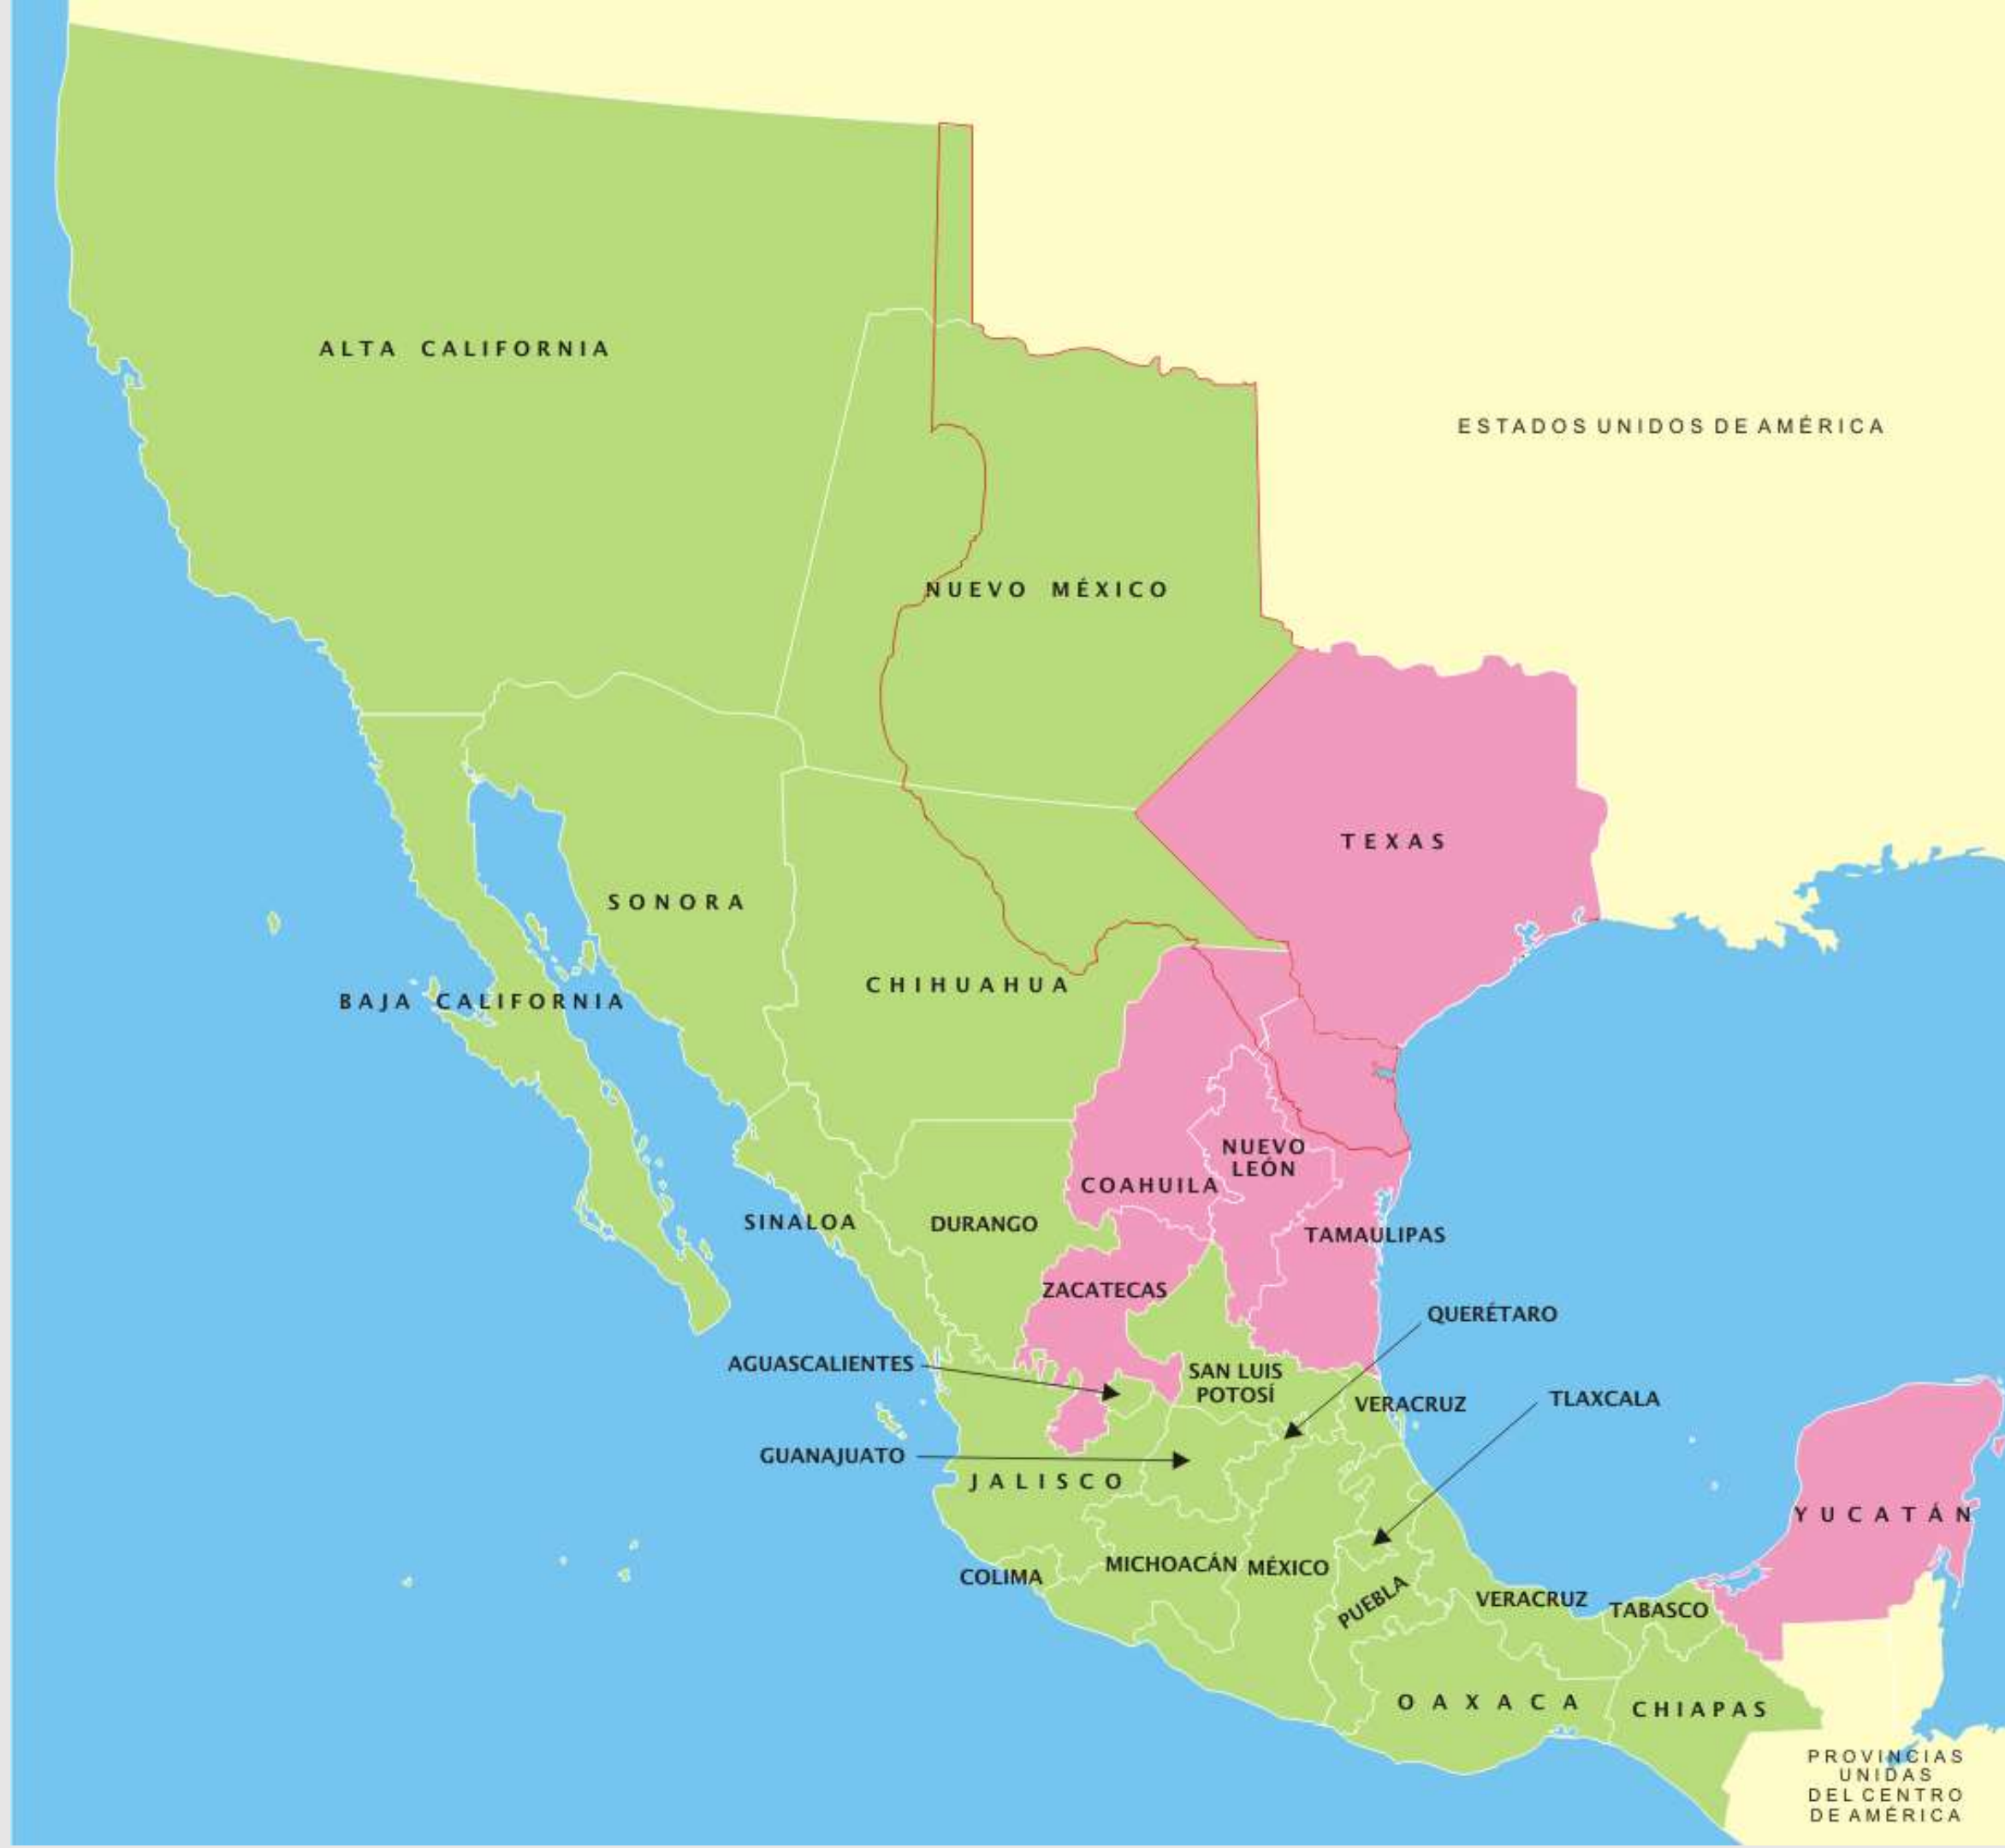 ALTA CALIFORNIA
ESTADOS UNIDOS DE AMÉRICA
NUEVO MÉXICO
TEXAS
SONORA
CHIHUAHUA
BAJA CALIFORNIA
NUEVO
LEÓN
COAHUILA
SINALOA
DURANGO
TAMAULIPAS
ZACATECAS
QUERÉTARO
AGUASCALIENTES
SAN LUIS
POTOSÍ
VERACRUZ
TLAXCALA
GUANAJUATO
JALISCO
YUCATÁN
MICHOACÁN
MÉXICO
COLIMA
PUEBLA
VERACRUZ
TABASCO
OAXACA
CHIAPAS
PROVINCIAS
UNIDAS
DEL CENTRO
DE AMÉRICA